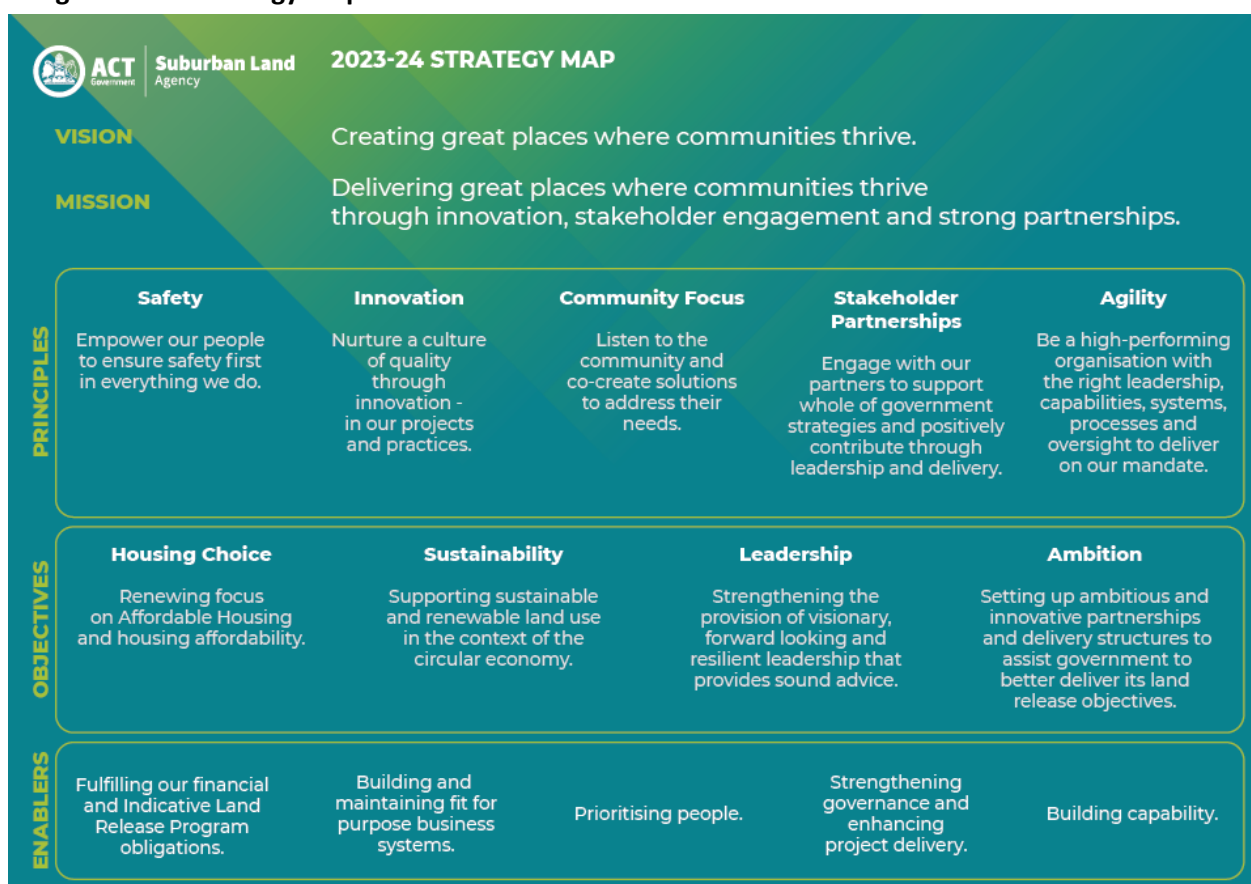 ACT
Government
Suburban Land
Agency
2023-24 STRATEGY MAP
VISION
Creating great places where communities thrive.
MISSION
Delivering great places where communities thrive
through innovation, stakeholder engagement and strong partnerships.
PRINCIPLES
Safety
Empower our people
to ensure safety first
in everything we do.
Innovation
Nurture a culture
of quality
through
innovation -
in our projects
and practices.
Community Focus
Listen to the
community and
co-create solutions
to address their
needs.
Stakeholder
Partnerships
Engage with our
partners to support
whole of government
strategies and positively
contribute through
leadership and delivery.
Agility
Be a high-performing
organisation with
the right leadership,
capabilities, systems,
processes and
oversight to deliver
on our mandate.
OBJECTIVES
Housing Choice
Renewing focus
on Affordable Housing
and housing affordability.
Sustainability
Supporting sustainable
and renewable land use
in the context of the
circular economy.
Leadership
Strengthening the
provision of visionary,
forward looking and
resilient leadership that
provides sound advice.
Ambition
Setting up ambitious and
innovative partnerships
and delivery structures to
assist government to
better deliver its land
release objectives.
ENABLERS
Fulfilling our financial
and Indicative Land
Release Program
obligations.
Building and
maintaining fit for
purpose business
systems.
Prioritising people.
Strengthening
governance and
enhancing
project delivery.
Building capability.